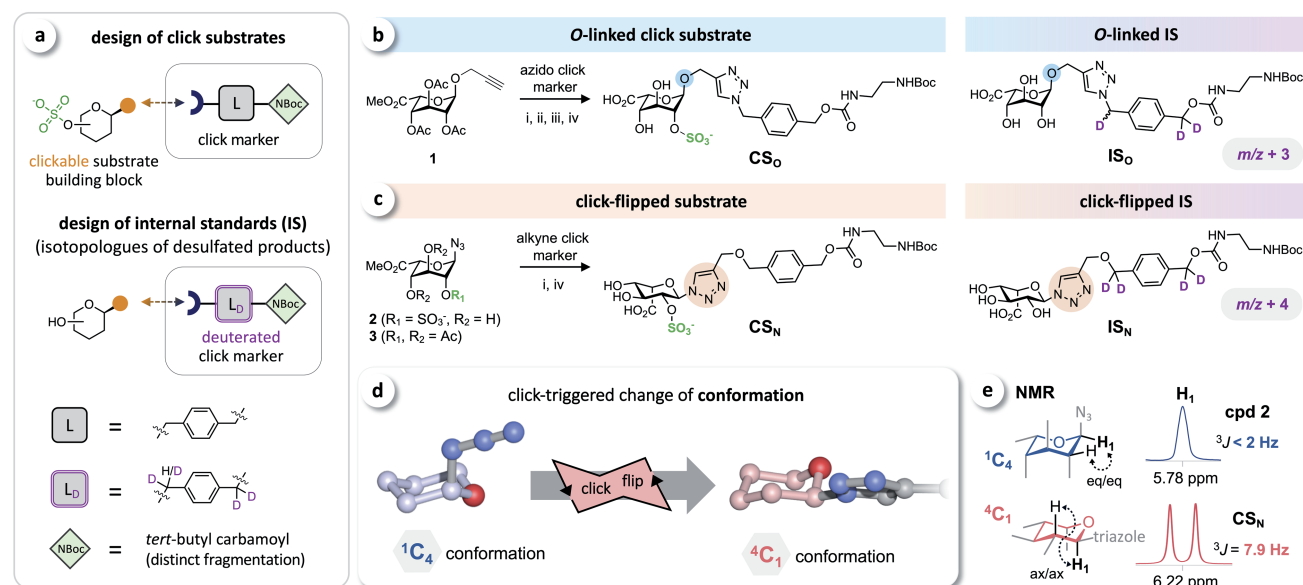 a
design of click substrates
-O
S
O
O
O
O
L
NBoc
click marker
clickable substrate
building block
design of internal standards (IS)
(isotopologues of desulfated products)
HO
O
LD
NBoc
deuterated
click marker
L
=
LD
=
H/D
D
D
D
NBoc
=
tert-butyl carbamoyl
(distinct fragmentation)
b
O-linked click substrate
O-linked IS
O
OAc
O
MeO2C
OAc
OAc
1
azido click
marker
i, ii, iii, iv
OH
O
HO2C
OH
O
OH
O
SO3-
N
N
N
O
O
H
N
NHBoc
CSO
OH
O
HO2C
OH
O
OH
OH
N
N
N
D
D
D
O
O
H
N
NHBoc
ISO
m/z + 3
c
click-flipped substrate
click-flipped IS
OR2
N3
O
MeO2C
OR2
OR1
2 (R1 = SO3-, R2 = H)
3 (R1, R2 = Ac)
alkyne click
marker
i, iv
HO
HO
HO2C
O
O
SO3-
N
N
N
O
O
O
H
N
NHBoc
CSN
HO
HO
HO2C
O
OH
N
N
N
O
D
D
D
D
O
O
H
N
NHBoc
ISN
m/z + 4
d
click-triggered change of conformation
click
flip
1C4 conformation
4C1 conformation
e
NMR
N3
O
H1
H
1C4
eq/eq
H1
cpd 2
3J < 2 Hz
5.78 ppm
4C1
H
O
triazole
H1
ax/ax
CSN
3J = 7.9 Hz
6.22 ppm